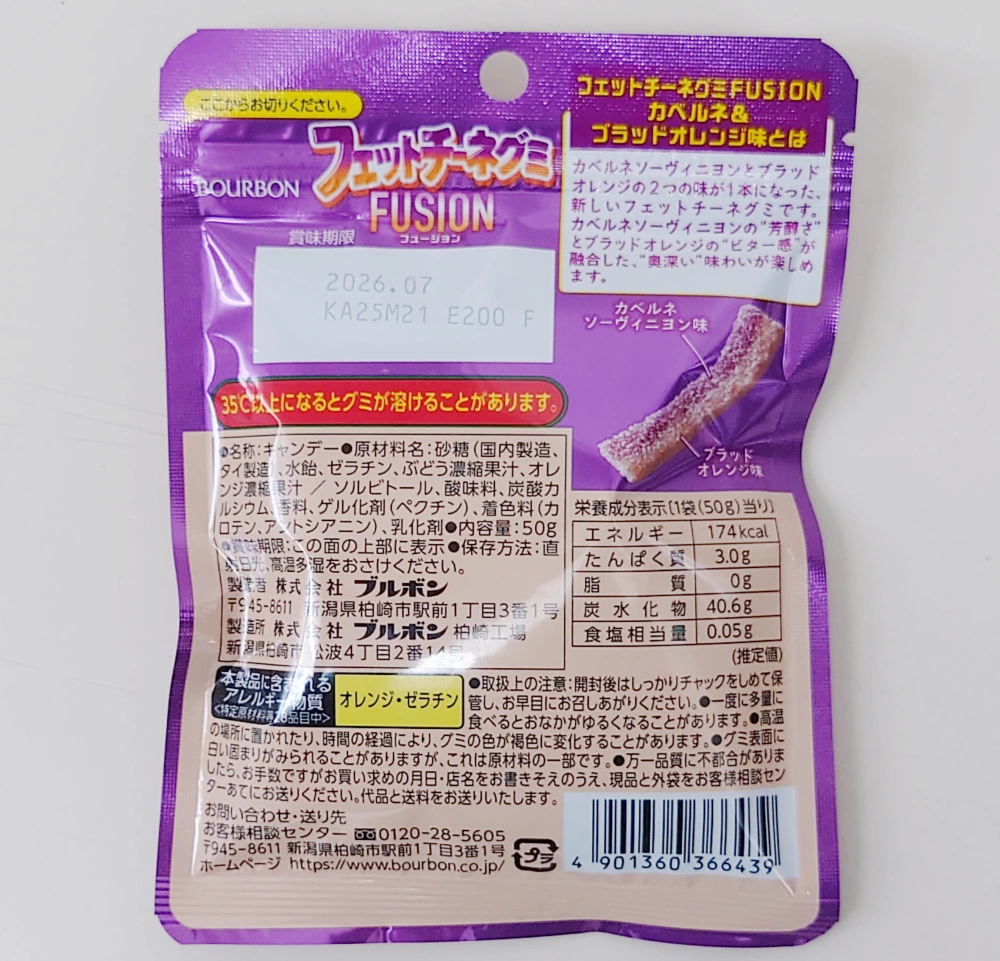 ここからお切りください。
BOURBON
フェットチーネグミ
FUSION
フュージョン
賞味期限
2026.07
KA25M21 E200 F
フェットチーネグミFUSION
カベルネ&
ブラッドオレンジ味とは
カベルネソーヴィニヨンとブラッド
オレンジの2つの味が1本になった、
新しいフェットチーネグミです。
カベルネソーヴィニヨンの"芳醇さ"
とブラッドオレンジの"ビター感"が
融合した、"奥深い"味わいが楽しめ
ます。
カベルネ
ソーヴィニヨン味
ブラッド
オレンジ味
35℃以上になるとグミが溶けることがあります。
●名称:キャンデー●原材料名:砂糖(国内製造、
タイ製造)、水飴、ゼラチン、ぶどう濃縮果汁、オレ
ンジ濃縮果汁 / ソルビトール、酸味料、炭酸カ
ルシウム、香料、ゲル化剤(ペクチン)、着色料(カ
ロテン、アントシアニン)、乳化剤●内容量:50g
●賞味期限:この面の上部に表示●保存方法:直
射日光、高温多湿をおさけください。
製造者 株式会社 ブルボン
〒945-8611 新潟県柏崎市駅前1丁目3番1号
製造所 株式会社 ブルボン 柏崎工場
新潟県柏崎市松波4丁目2番14号
栄養成分表示(1袋(50g)当り)
エネルギー 174kcal
たんぱく質 3.0g
脂質 0g
炭水化物 40.6g
食塩相当量 0.05g
(推定値)
本製品に含まれる
アレルギー物質
<特定原材料等28品目中>
オレンジ・ゼラチン
●取扱上の注意:開封後はしっかりチャックをしめて保
管し、お早目にお召しあがりください。●一度に多量に
食べるとおなかがゆるくなることがあります。●高温
の場所に置かれたり、時間の経過により、グミの色が褐色に変化することがあります。●グミ表面に
白い固まりがみられることがありますが、これは原材料の一部です。●万一品質に不都合がありま
したら、お手数ですがお買い求めの月日・店名をお書きそえのうえ、現品と外袋をお客様相談セン
ターあてにお送りください。代品と送料をお送りいたします。
お問い合わせ・送り先
お客様相談センター 0120-28-5605
〒945-8611 新潟県柏崎市駅前1丁目3番1号
ホームページ https://www.bourbon.co.jp/
プラ
4 901360 366439